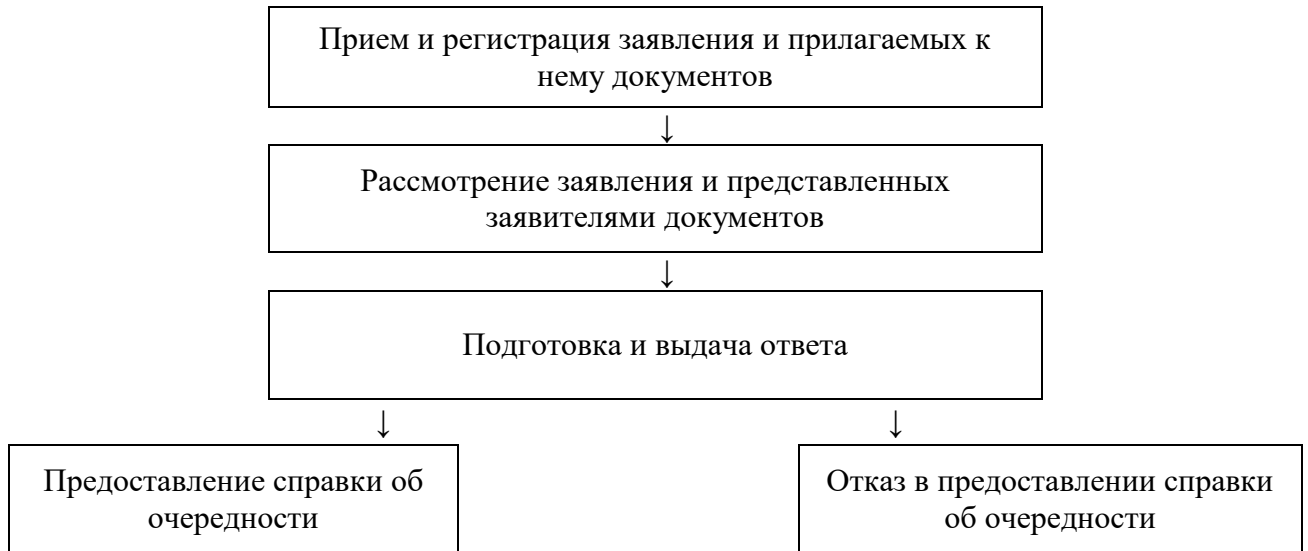 Прием и регистрация заявления и прилагаемых к
нему документов
↓
Рассмотрение заявления и представленных
заявителями документов
↓
Подготовка и выдача ответа
↓ ↓
Предоставление справки об
очередности
Отказ в предоставлении справки
об очередности